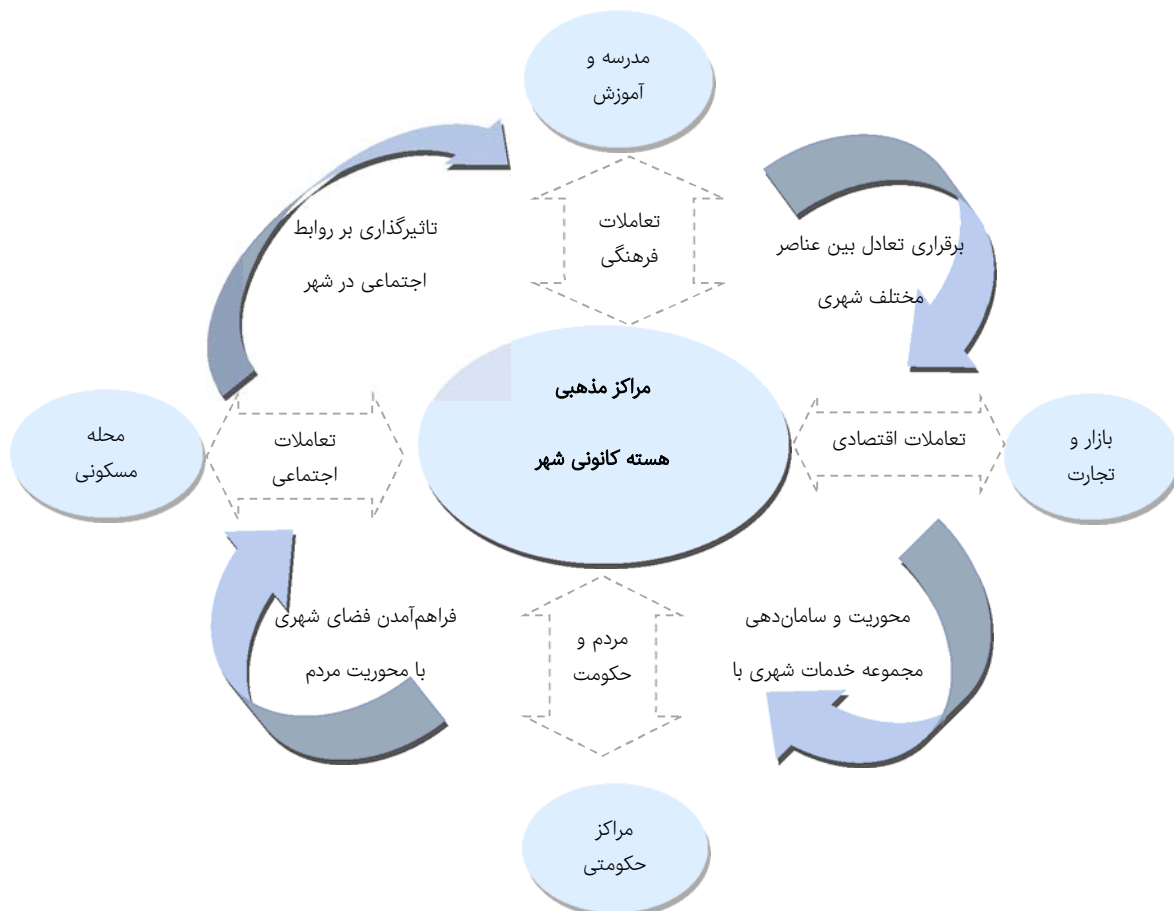 مدرسه و
آموزش
تعاملات
فرهنگی
برقراری تعادل بین عناصر
مختلف شهری
تاثیرگذاری بر روابط
اجتماعی در شهر
مراکز مذهبی
هسته کانونی شهر
بازار و
تجارت
تعاملات اقتصادی
تعاملات
اجتماعی
محله
مسکونی
محوریت و سامان‌دهی
مجموعه خدمات شهری با
مردم و
حکومت
فراهم‌آمدن فضای شهری
با محوریت مردم
مراکز
حکومتی